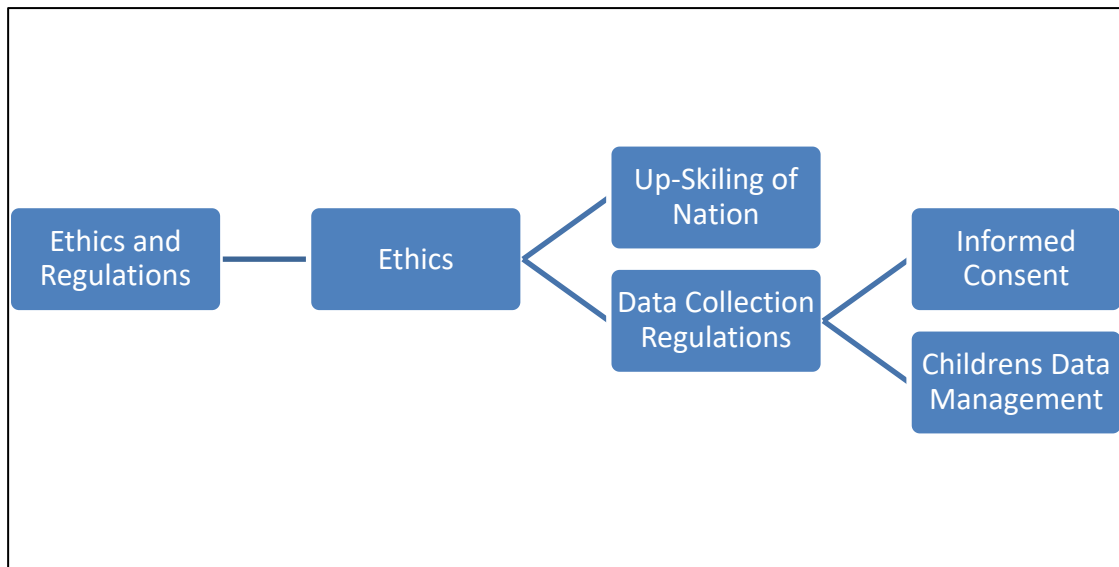 Ethics and
Regulations
Ethics
Up-Skiling of
Nation
Data Collection
Regulations
Informed
Consent
Childrens Data
Management